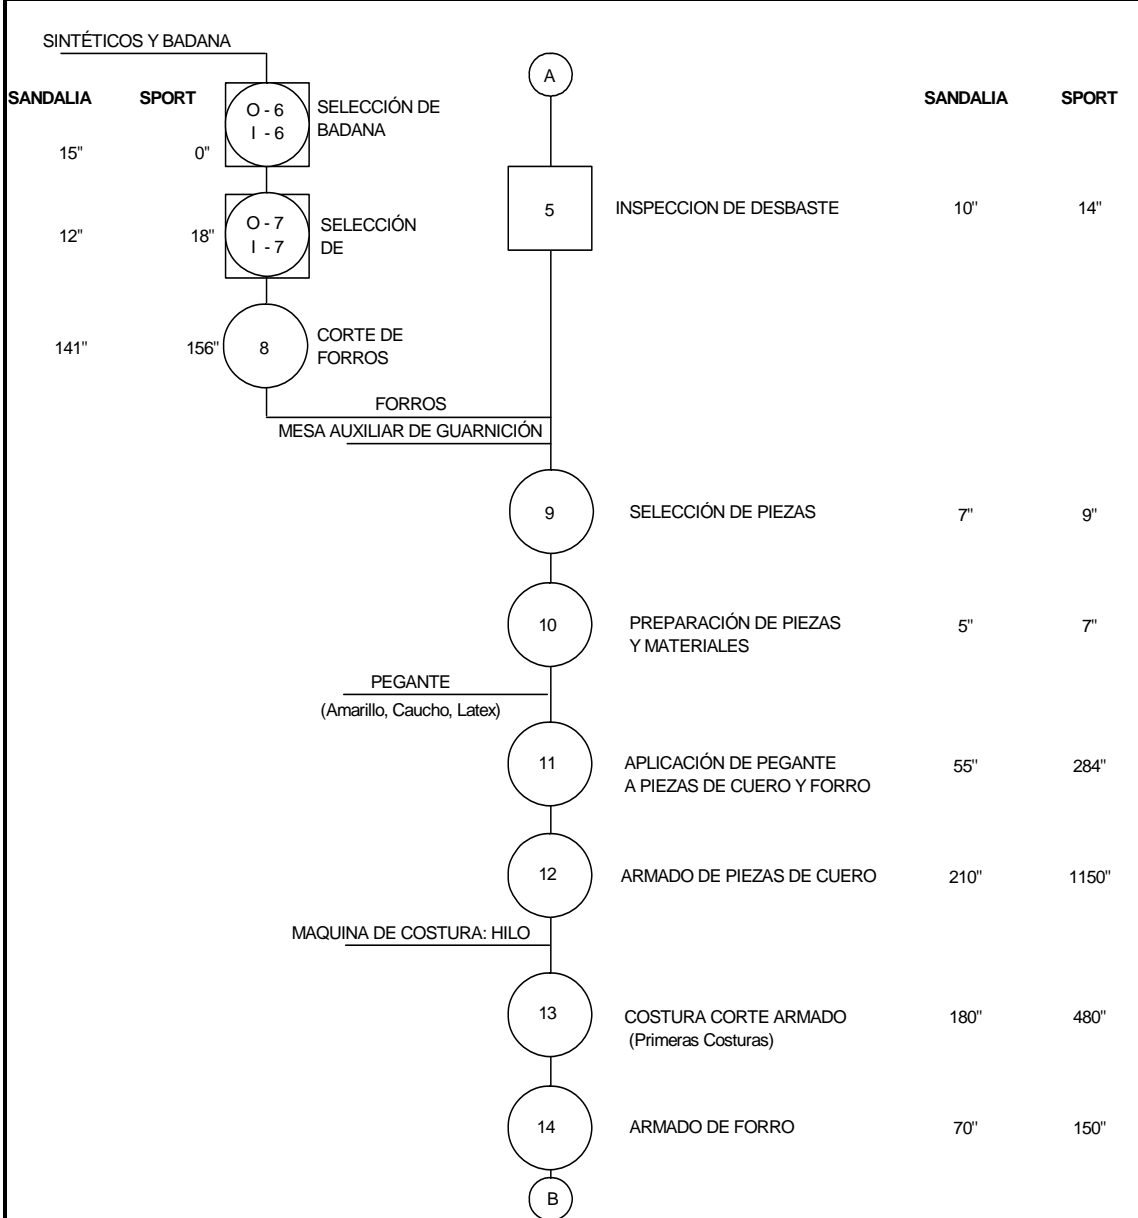 SINTÉTICOS Y BADANA
SANDALIA SPORT
O - 6
I - 6
SELECCIÓN DE
BADANA
15" 0"
O - 7
I - 7
SELECCIÓN
DE
12" 18"
8
CORTE DE
FORROS
141" 156"
FORROS
MESA AUXILIAR DE GUARNICIÓN
A
SANDALIA SPORT
5 INSPECCION DE DESBASTE 10" 14"
9 SELECCIÓN DE PIEZAS 7" 9"
10 PREPARACIÓN DE PIEZAS 5" 7"
Y MATERIALES
PEGANTE
(Amarillo, Caucho, Latex)
11 APLICACIÓN DE PEGANTE 55" 284"
A PIEZAS DE CUERO Y FORRO
12 ARMADO DE PIEZAS DE CUERO 210" 1150"
MAQUINA DE COSTURA: HILO
13 COSTURA CORTE ARMADO 180" 480"
(Primeras Costuras)
14 ARMADO DE FORRO 70" 150"
B